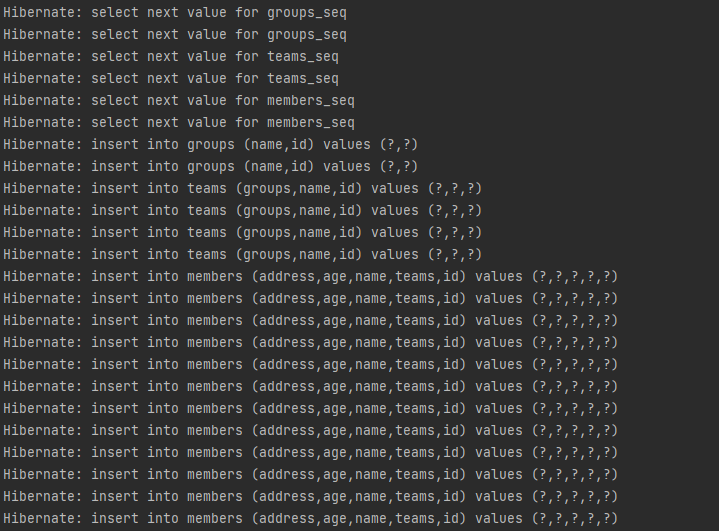 Hibernate: select next value for groups_seq
Hibernate: select next value for groups_seq
Hibernate: select next value for teams_seq
Hibernate: select next value for teams_seq
Hibernate: select next value for members_seq
Hibernate: select next value for members_seq
Hibernate: insert into groups (name,id) values (?,?)
Hibernate: insert into groups (name,id) values (?,?)
Hibernate: insert into teams (groups,name,id) values (?,?,?)
Hibernate: insert into teams (groups,name,id) values (?,?,?)
Hibernate: insert into teams (groups,name,id) values (?,?,?)
Hibernate: insert into teams (groups,name,id) values (?,?,?)
Hibernate: insert into members (address,age,name,teams,id) values (?,?,?,?,?)
Hibernate: insert into members (address,age,name,teams,id) values (?,?,?,?,?)
Hibernate: insert into members (address,age,name,teams,id) values (?,?,?,?,?)
Hibernate: insert into members (address,age,name,teams,id) values (?,?,?,?,?)
Hibernate: insert into members (address,age,name,teams,id) values (?,?,?,?,?)
Hibernate: insert into members (address,age,name,teams,id) values (?,?,?,?,?)
Hibernate: insert into members (address,age,name,teams,id) values (?,?,?,?,?)
Hibernate: insert into members (address,age,name,teams,id) values (?,?,?,?,?)
Hibernate: insert into members (address,age,name,teams,id) values (?,?,?,?,?)
Hibernate: insert into members (address,age,name,teams,id) values (?,?,?,?,?)
Hibernate: insert into members (address,age,name,teams,id) values (?,?,?,?,?)
Hibernate: insert into members (address,age,name,teams,id) values (?,?,?,?,?)